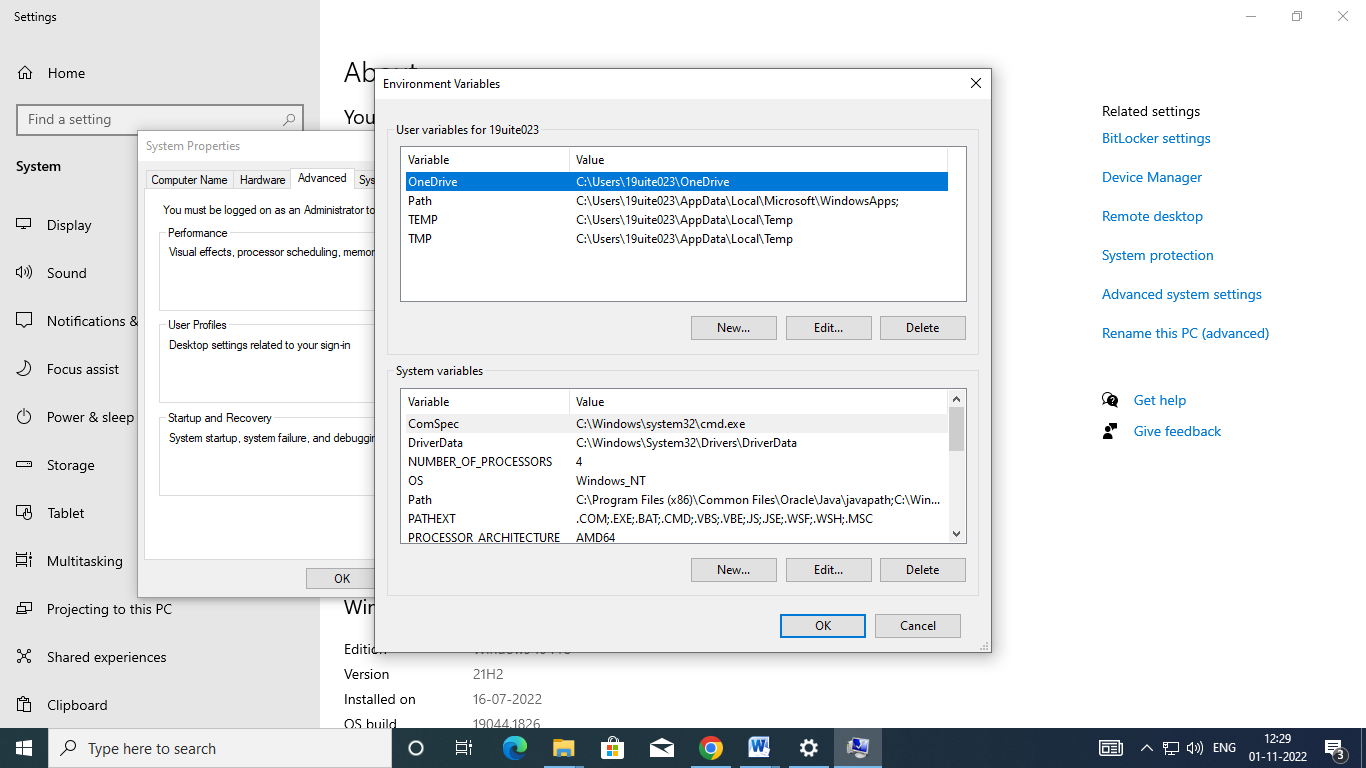 Settings
Home
Find a setting
System
Display
Sound
Notifications &
Focus assist
Power & sleep
Storage
Tablet
Multitasking
Projecting to this PC
Shared experiences
Clipboard
System Properties
Computer Name
Hardware
Advanced
You must be logged on as an Administrator to
Performance
Visual effects, processor scheduling,
User Profiles
Desktop settings related to your sign-in
Startup and Recovery
System startup, system failure, and
OK
Environment Variables
User variables for 19uite023
Variable Value
OneDrive C:\Users\19uite023\OneDrive
Path C:\Users\19uite023\AppData\Local\Microsoft\WindowsApps;
TEMP C:\Users\19uite023\AppData\Local\Temp
TMP C:\Users\19uite023\AppData\Local\Temp
New... Edit... Delete
System variables
Variable Value
ComSpec C:\Windows\system32\cmd.exe
DriverData C:\Windows\System32\Drivers\DriverData
NUMBER_OF_PROCESSORS 4
OS Windows_NT
Path C:\Program Files (x86)\Common Files\Oracle\Java\javapath;C:\Win...
PATHEXT .COM;.EXE;.BAT;.CMD;.VBS;.VBE;.JS;.JSE;.WSF;.WSH;.MSC
PROCESSOR_ARCHITECTURE AMD64
New... Edit... Delete
OK Cancel
Edition
Version 21H2
Installed on 16-07-2022
OS build 19044.1826
Related settings
BitLocker settings
Device Manager
Remote desktop
System protection
Advanced system settings
Rename this PC (advanced)
Get help
Give feedback
Type here to search
ENG
12:29
01-11-2022
3